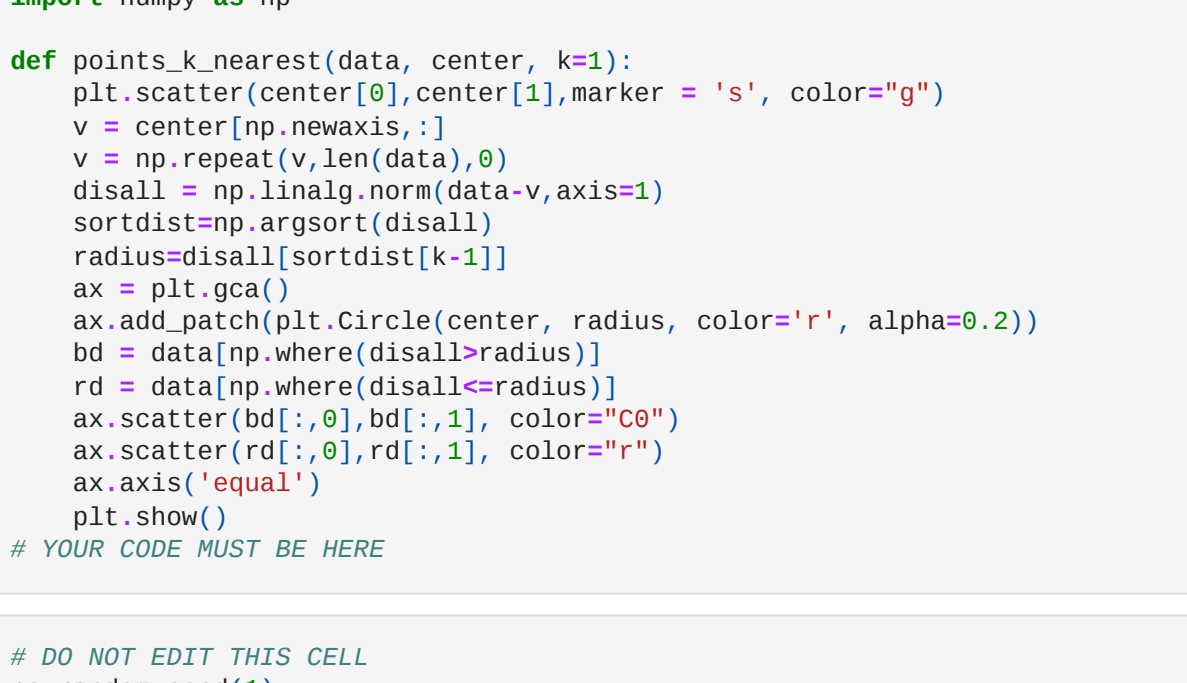 import numpy as np
def points_k_nearest(data, center, k=1):
    plt.scatter(center[0],center[1],marker = 's', color="g")
    v = center[np.newaxis,:]
    v = np.repeat(v,len(data),0)
    disall = np.linalg.norm(data-v,axis=1)
    sortdist=np.argsort(disall)
    radius=disall[sortdist[k-1]]
    ax = plt.gca()
    ax.add_patch(plt.Circle(center, radius, color='r', alpha=0.2))
    bd = data[np.where(disall>radius)]
    rd = data[np.where(disall<=radius)]
    ax.scatter(bd[:,0],bd[:,1], color="C0")
    ax.scatter(rd[:,0],rd[:,1], color="r")
    ax.axis('equal')
    plt.show()
# YOUR CODE MUST BE HERE
# DO NOT EDIT THIS CELL
np.random.seed(1)